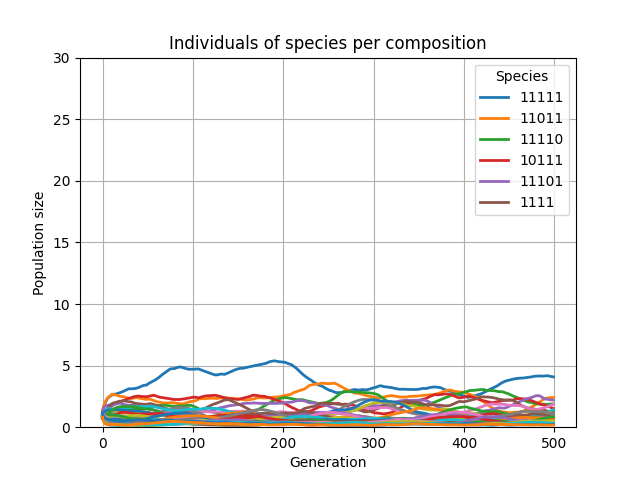 Individuals of species per composition
Species
11111
11011
11110
10111
11101
1111
30
25
20
15
10
5
0
Population size
0 100 200 300 400 500
Generation